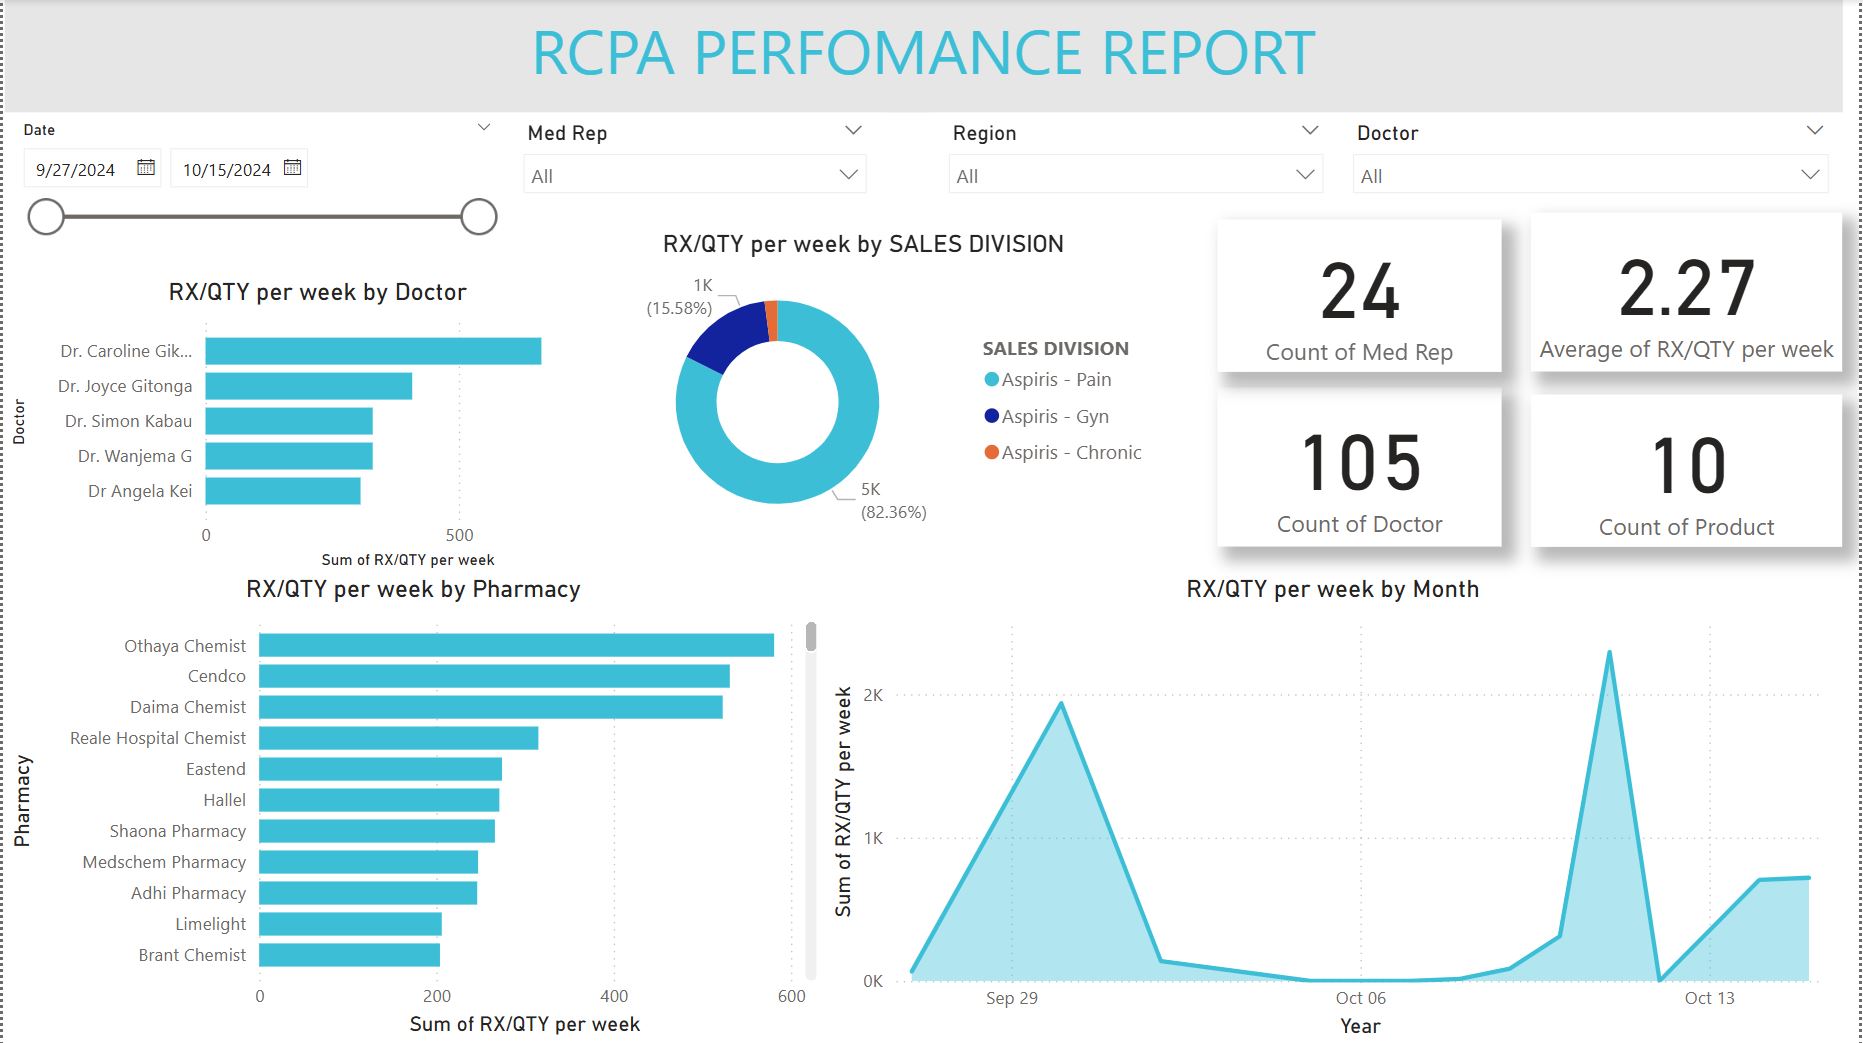 RCPA PERFOMANCE REPORT
Date
9/27/2024
10/15/2024
Med Rep
All
Region
All
Doctor
All
RX/QTY per week by Doctor
Doctor
Dr. Caroline Gik...
Dr. Joyce Gitonga
Dr. Simon Kabau
Dr. Wanjema G
Dr Angela Kei
0
500
Sum of RX/QTY per week
RX/QTY per week by SALES DIVISION
1K
(15.58%)
5K
(82.36%)
SALES DIVISION
Aspiris - Pain
Aspiris - Gyn
Aspiris - Chronic
24
Count of Med Rep
2.27
Average of RX/QTY per week
105
Count of Doctor
10
Count of Product
RX/QTY per week by Pharmacy
Pharmacy
Othaya Chemist
Cendco
Daima Chemist
Reale Hospital Chemist
Eastend
Hallel
Shaona Pharmacy
Medschem Pharmacy
Adhi Pharmacy
Limelight
Brant Chemist
0
200
400
600
Sum of RX/QTY per week
RX/QTY per week by Month
Sum of RX/QTY per week
2K
1K
0K
Sep 29
Oct 06
Oct 13
Year